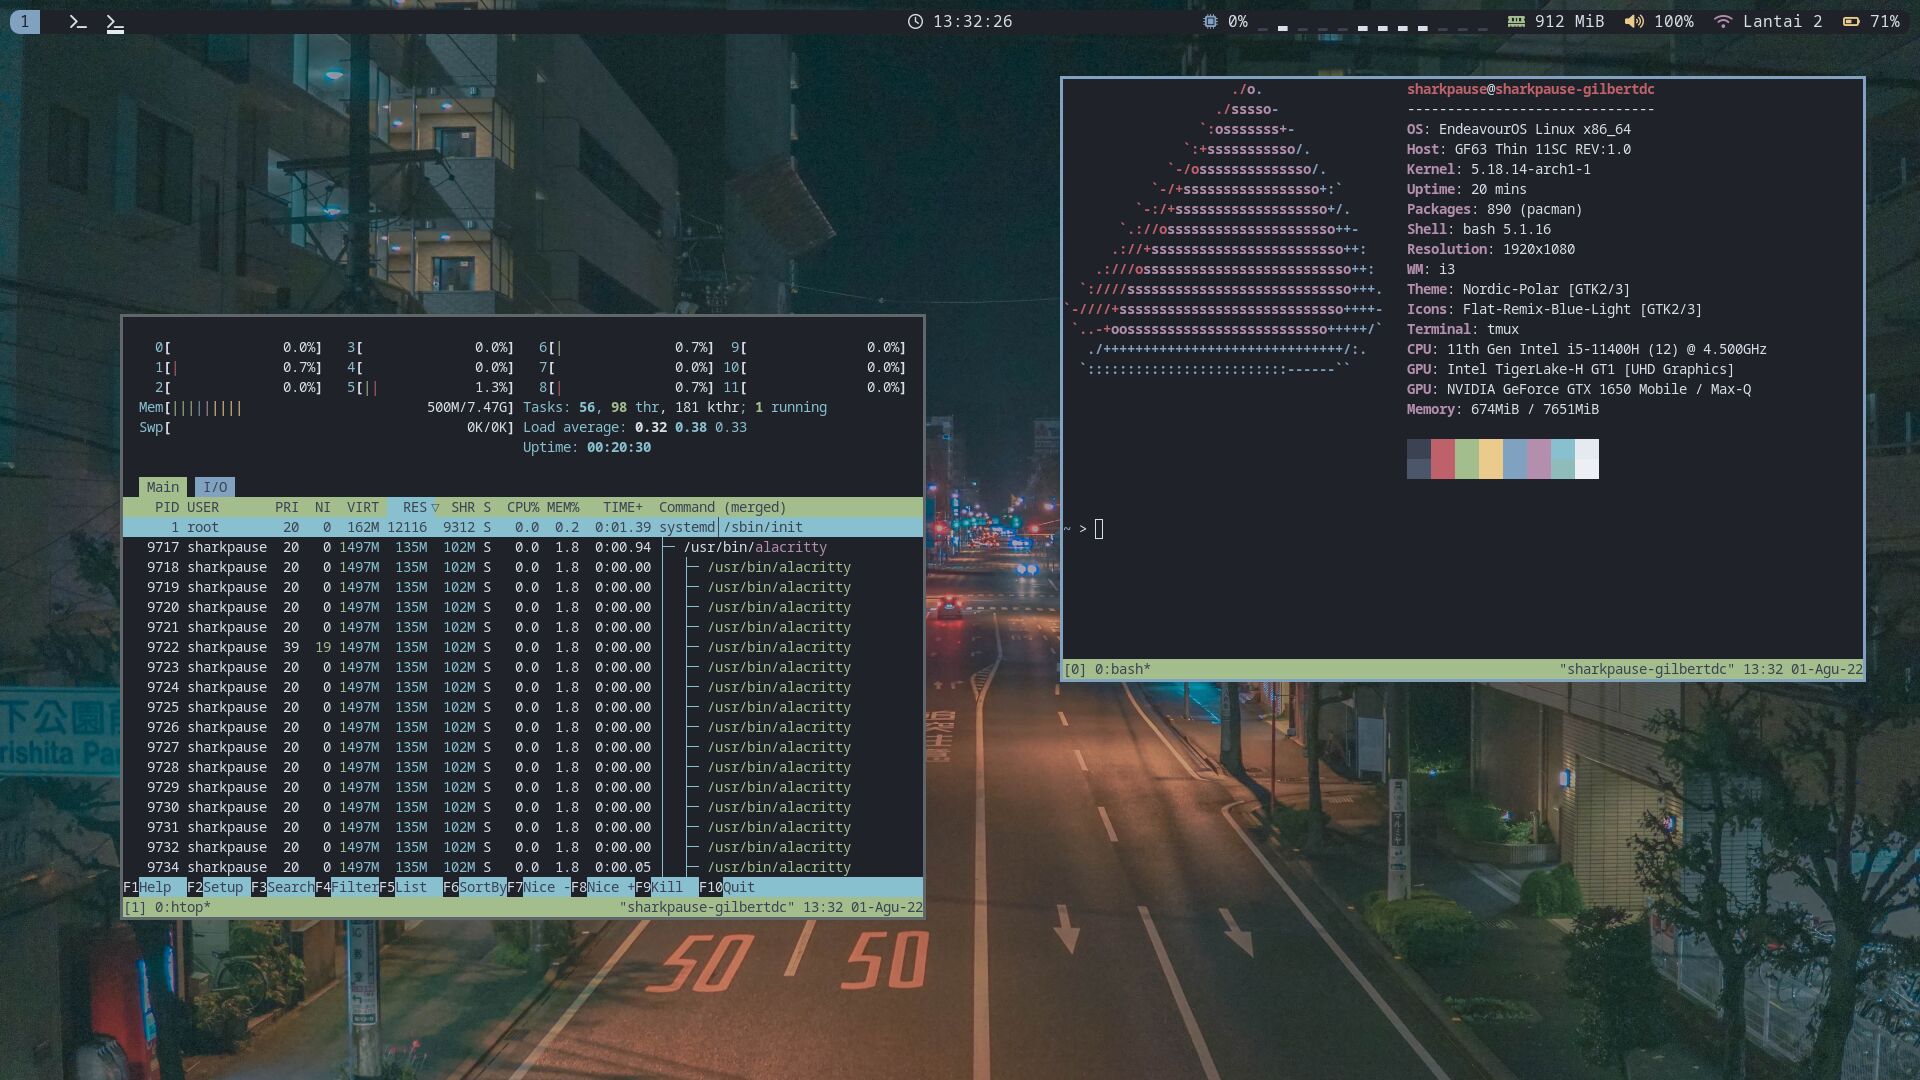 1
13:32:26
0%
912 MiB
100%
Lantai 2
71%
0[ 0.0%] 3[ 0.0%] 6[| 0.7%] 9[ 0.0%]
1[| 0.7%] 4[ 0.0%] 7[ 0.0%] 10[ 0.0%]
2[ 0.0%] 5[|| 1.3%] 8[| 0.7%] 11[ 0.0%]
Mem[||||||||| 500M/7.47G] Tasks: 56, 98 thr, 181 kthr; 1 running
Swp[ 0K/0K] Load average: 0.32 0.38 0.33
Uptime: 00:20:30
Main I/O
PID USER PRI NI VIRT RES▽ SHR S CPU% MEM% TIME+ Command (merged)
1 root 20 0 162M 12116 9312 S 0.0 0.2 0:01.39 systemd│/sbin/init
9717 sharkpause 20 0 1497M 135M 102M S 0.0 1.8 0:00.94 ├─ /usr/bin/alacritty
9718 sharkpause 20 0 1497M 135M 102M S 0.0 1.8 0:00.00 │ ├─ /usr/bin/alacritty
9719 sharkpause 20 0 1497M 135M 102M S 0.0 1.8 0:00.00 │ ├─ /usr/bin/alacritty
9720 sharkpause 20 0 1497M 135M 102M S 0.0 1.8 0:00.00 │ ├─ /usr/bin/alacritty
9721 sharkpause 20 0 1497M 135M 102M S 0.0 1.8 0:00.00 │ ├─ /usr/bin/alacritty
9722 sharkpause 39 19 1497M 135M 102M S 0.0 1.8 0:00.00 │ ├─ /usr/bin/alacritty
9723 sharkpause 20 0 1497M 135M 102M S 0.0 1.8 0:00.00 │ ├─ /usr/bin/alacritty
9724 sharkpause 20 0 1497M 135M 102M S 0.0 1.8 0:00.00 │ ├─ /usr/bin/alacritty
9725 sharkpause 20 0 1497M 135M 102M S 0.0 1.8 0:00.00 │ ├─ /usr/bin/alacritty
9726 sharkpause 20 0 1497M 135M 102M S 0.0 1.8 0:00.00 │ ├─ /usr/bin/alacritty
9727 sharkpause 20 0 1497M 135M 102M S 0.0 1.8 0:00.00 │ ├─ /usr/bin/alacritty
9728 sharkpause 20 0 1497M 135M 102M S 0.0 1.8 0:00.00 │ ├─ /usr/bin/alacritty
9729 sharkpause 20 0 1497M 135M 102M S 0.0 1.8 0:00.00 │ ├─ /usr/bin/alacritty
9730 sharkpause 20 0 1497M 135M 102M S 0.0 1.8 0:00.00 │ ├─ /usr/bin/alacritty
9731 sharkpause 20 0 1497M 135M 102M S 0.0 1.8 0:00.00 │ ├─ /usr/bin/alacritty
9732 sharkpause 20 0 1497M 135M 102M S 0.0 1.8 0:00.00 │ ├─ /usr/bin/alacritty
9734 sharkpause 20 0 1497M 135M 102M S 0.0 1.8 0:00.05 │ ├─ /usr/bin/alacritty
F1Help F2Setup F3SearchF4FilterF5List F6SortByF7Nice -F8Nice +F9Kill F10Quit
[1] 0:htop* "sharkpause-gilbertdc" 13:32 01-Agu-22
sharkpause@sharkpause-gilbertdc
-------------------------------
OS: EndeavourOS Linux x86_64
Host: GF63 Thin 11SC REV:1.0
Kernel: 5.18.14-arch1-1
Uptime: 20 mins
Packages: 890 (pacman)
Shell: bash 5.1.16
Resolution: 1920x1080
WM: i3
Theme: Nordic-Polar [GTK2/3]
Icons: Flat-Remix-Blue-Light [GTK2/3]
Terminal: tmux
CPU: 11th Gen Intel i5-11400H (12) @ 4.500GHz
GPU: Intel TigerLake-H GT1 [UHD Graphics]
GPU: NVIDIA GeForce GTX 1650 Mobile / Max-Q
Memory: 674MiB / 7651MiB
~ >
[0] 0:bash* "sharkpause-gilbertdc" 13:32 01-Agu-22
下公園
rishita Pa
50 50